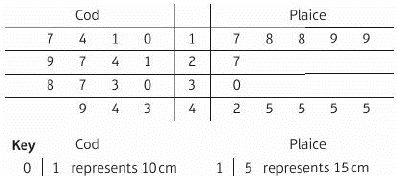 Cod Plaice
7 4 1 0 1 7 8 8 9 9
9 7 4 1 2 7
8 7 3 0 3 0
9 4 3 4 2 5 5 5 5
Key Cod Plaice
0 | 1 represents 10 cm 1 | 5 represents 15 cm